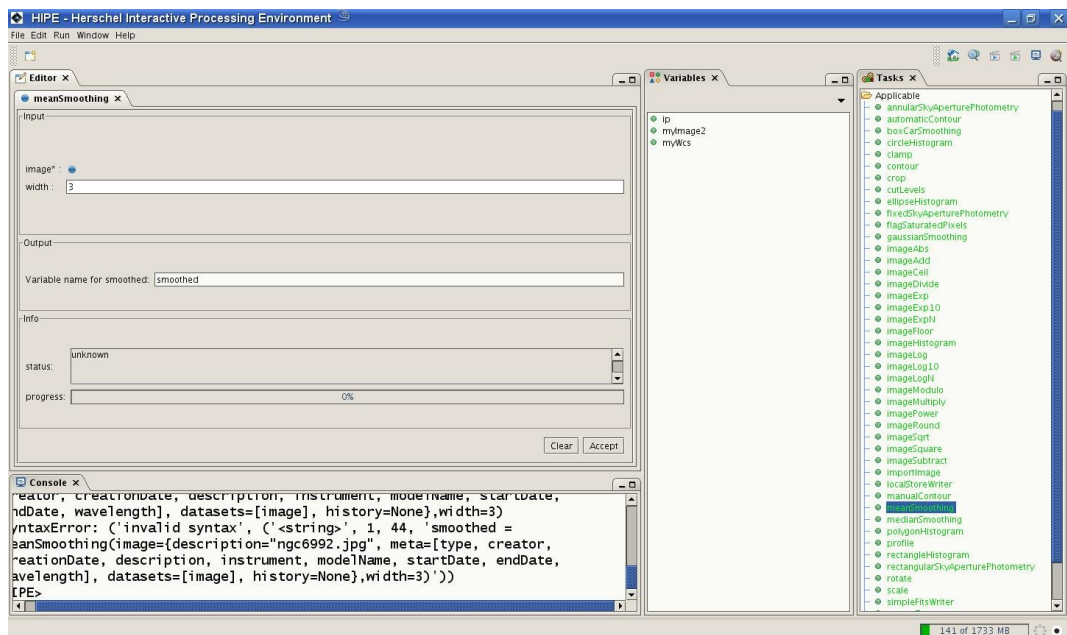 HIPE - Herschel Interactive Processing Environment
File Edit Run Window Help
Editor ×
meanSmoothing ×
Input
image* :
width : 3
Output
Variable name for smoothed: smoothed
Info
status: unknown
progress: 0%
Clear Accept
Console ×
reator, creationDate, description, instrument, modelName, startDate,
ndDate, wavelength], datasets=[image], history=None},width=3)
yntaxError: ('invalid syntax', ('<string>', 1, 44, 'smoothed =
eanSmoothing(image={description="ngc6992.jpg", meta=[type, creator,
reationDate, description, instrument, modelName, startDate, endDate,
avelength], datasets=[image], history=None},width=3)'))
IPE>
Variables ×
ip
myImage2
myWcs
Tasks ×
Applicable
annularSkyAperturePhotometry
automaticContour
boxCarSmoothing
circleHistogram
clamp
contour
crop
cutLevels
ellipseHistogram
fixedSkyAperturePhotometry
flagSaturatedPixels
gaussianSmoothing
imageAbs
imageAdd
imageCeil
imageDivide
imageExp
imageExp10
imageExpN
imageFloor
imageHistogram
imageLog
imageLog10
imageLogN
imageModulo
imageMultiply
imagePower
imageRound
imageSqrt
imageSquare
imageSubtract
importImage
localStoreWriter
manualContour
meanSmoothing
medianSmoothing
polygonHistogram
profile
rectangleHistogram
rectangularSkyAperturePhotometry
rotate
scale
simpleFitsWriter
141 of 1733 MB